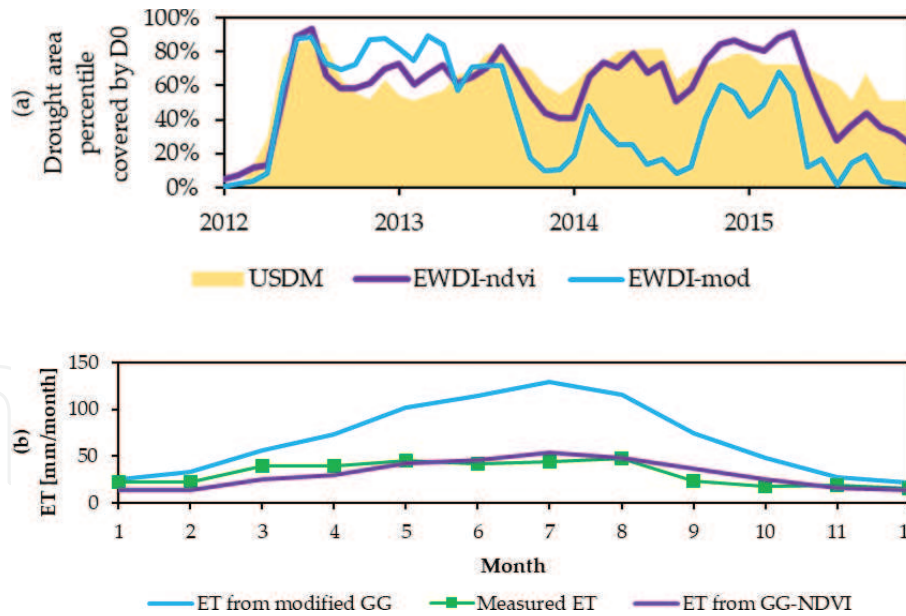 (a)
Drought area
percentile
covered by D0
100%
80%
60%
40%
20%
0%
2012
2013
2014
2015
USDM
EWDI-ndvi
EWDI-mod
(b)
ET [mm/month]
150
100
50
0
1
2
3
4
5
6
7
8
9
10
11
1
Month
ET from modified GG
Measured ET
ET from GG-NDVI